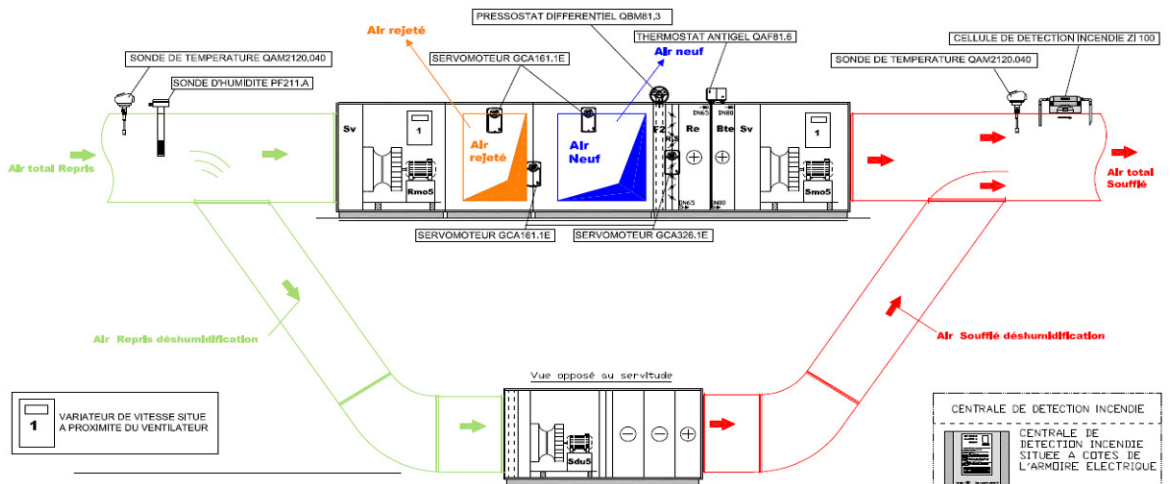 PRESSOSTAT DIFFERENTIEL QBM81,3
Air rejeté
THERMOSTAT ANTIGEL QAF81.6
CELLULE DE DETECTION INCENDIE ZI 100
Air neuf
SONDE DE TEMPERATURE QAM2120,040
SERVOMOTEUR GCA161.1E
SONDE DE TEMPERATURE QAM2120.040
SONDE D'HUMIDITE PF211.A
DN65
DN80
Sv
1
F2
Re
Bte
Sv
1
Air rejeté
Air Neuf
Air total Repris
Rmo5
Smo5
Air total
Soufflé
DN65
DN80
SERVOMOTEUR GCA161.1E
SERVOMOTEUR GCA326.1E
Air Repris déshumidification
Air Soufflé déshumidification
Vue opposé au servitude
1
VARIATEUR DE VITESSE SITUE
A PROXIMITE DU VENTILATEUR
Sdu5
CENTRALE DE DETECTION INCENDIE
CENTRALE DE
DETECTION INCENDIE
SITUEE A COTES DE
L'ARMOIRE ELECTRIQUE